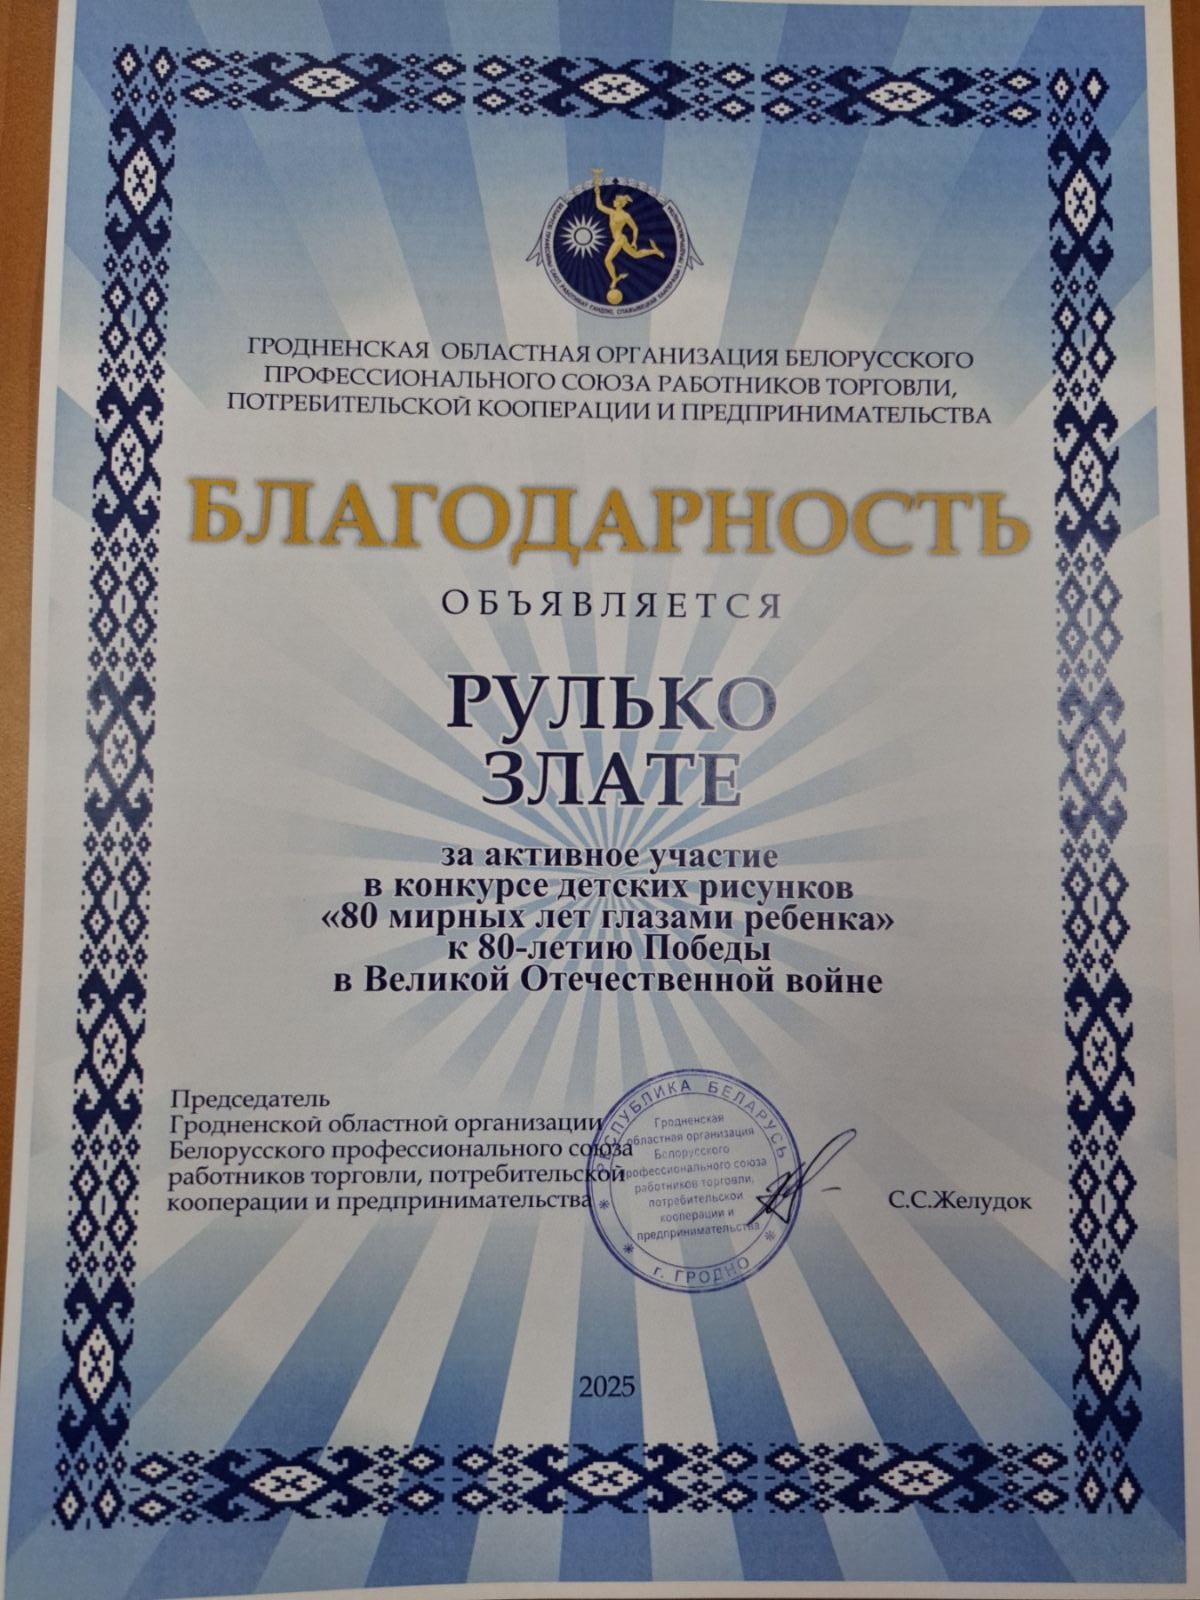 ГРОДНЕНСКАЯ ОБЛАСТНАЯ ОРГАНИЗАЦИЯ БЕЛОРУССКОГО
ПРОФЕССИОНАЛЬНОГО СОЮЗА РАБОТНИКОВ ТОРГОВЛИ,
ПОТРЕБИТЕЛЬСКОЙ КООПЕРАЦИИ И ПРЕДПРИНИМАТЕЛЬСТВА
БЛАГОДАРНОСТЬ
ОБЪЯВЛЯЕТСЯ
РУЛЬКО
ЗЛАТЕ
за активное участие
в конкурсе детских рисунков
«80 мирных лет глазами ребенка»
к 80-летию Победы
в Великой Отечественной войне
Председатель
Гродненской областной организации
Белорусского профессионального союза
работников торговли, потребительской
кооперации и предпринимательства
РЕСПУБЛИКА БЕЛАРУСЬ
Гродненская
областная организация
Белорусского
профессионального союза
работников торговли,
потребительской
кооперации и
предпринимательства
г. ГРОДНО
С.С.Желудок
2025